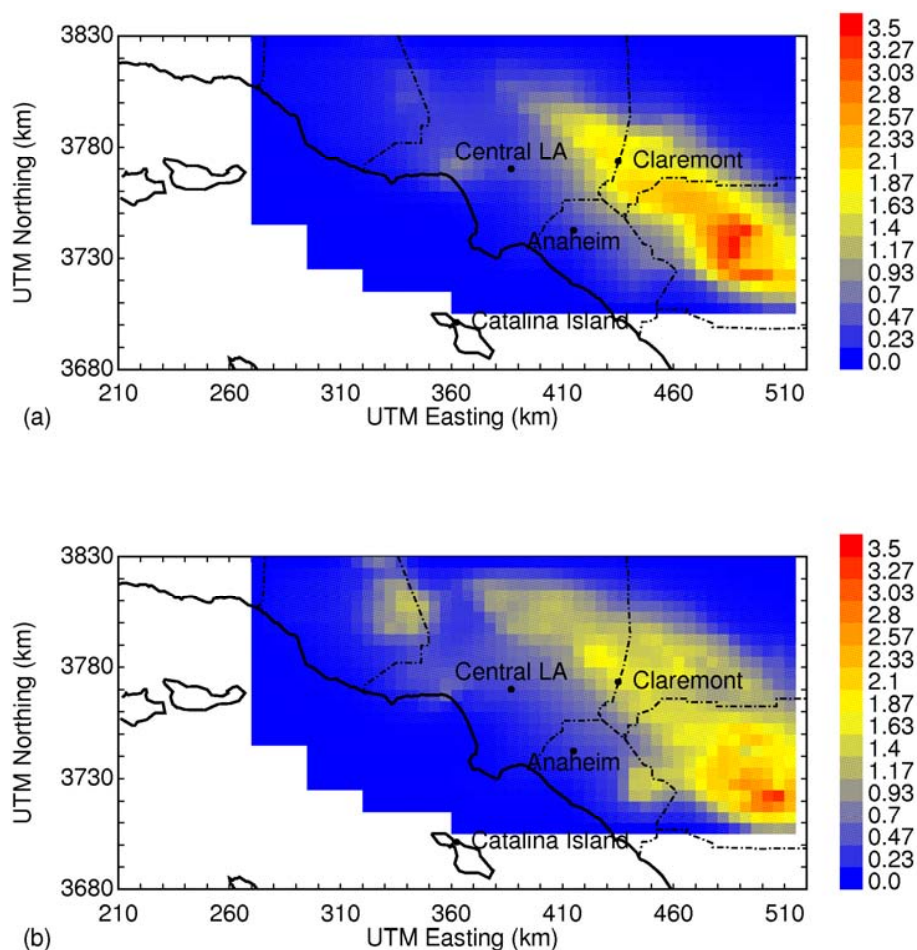 3830
3780
3730
3680
UTM Northing (km)
Central LA
Claremont
Anaheim
Catalina Island
210 260 310 360 410 460 510
UTM Easting (km)
(a)
3.5
3.27
3.03
2.8
2.57
2.33
2.1
1.87
1.63
1.4
1.17
0.93
0.7
0.47
0.23
0.0
3830
3780
3730
3680
UTM Northing (km)
Central LA
Claremont
Anaheim
Catalina Island
210 260 310 360 410 460 510
UTM Easting (km)
(b)
3.5
3.27
3.03
2.8
2.57
2.33
2.1
1.87
1.63
1.4
1.17
0.93
0.7
0.47
0.23
0.0